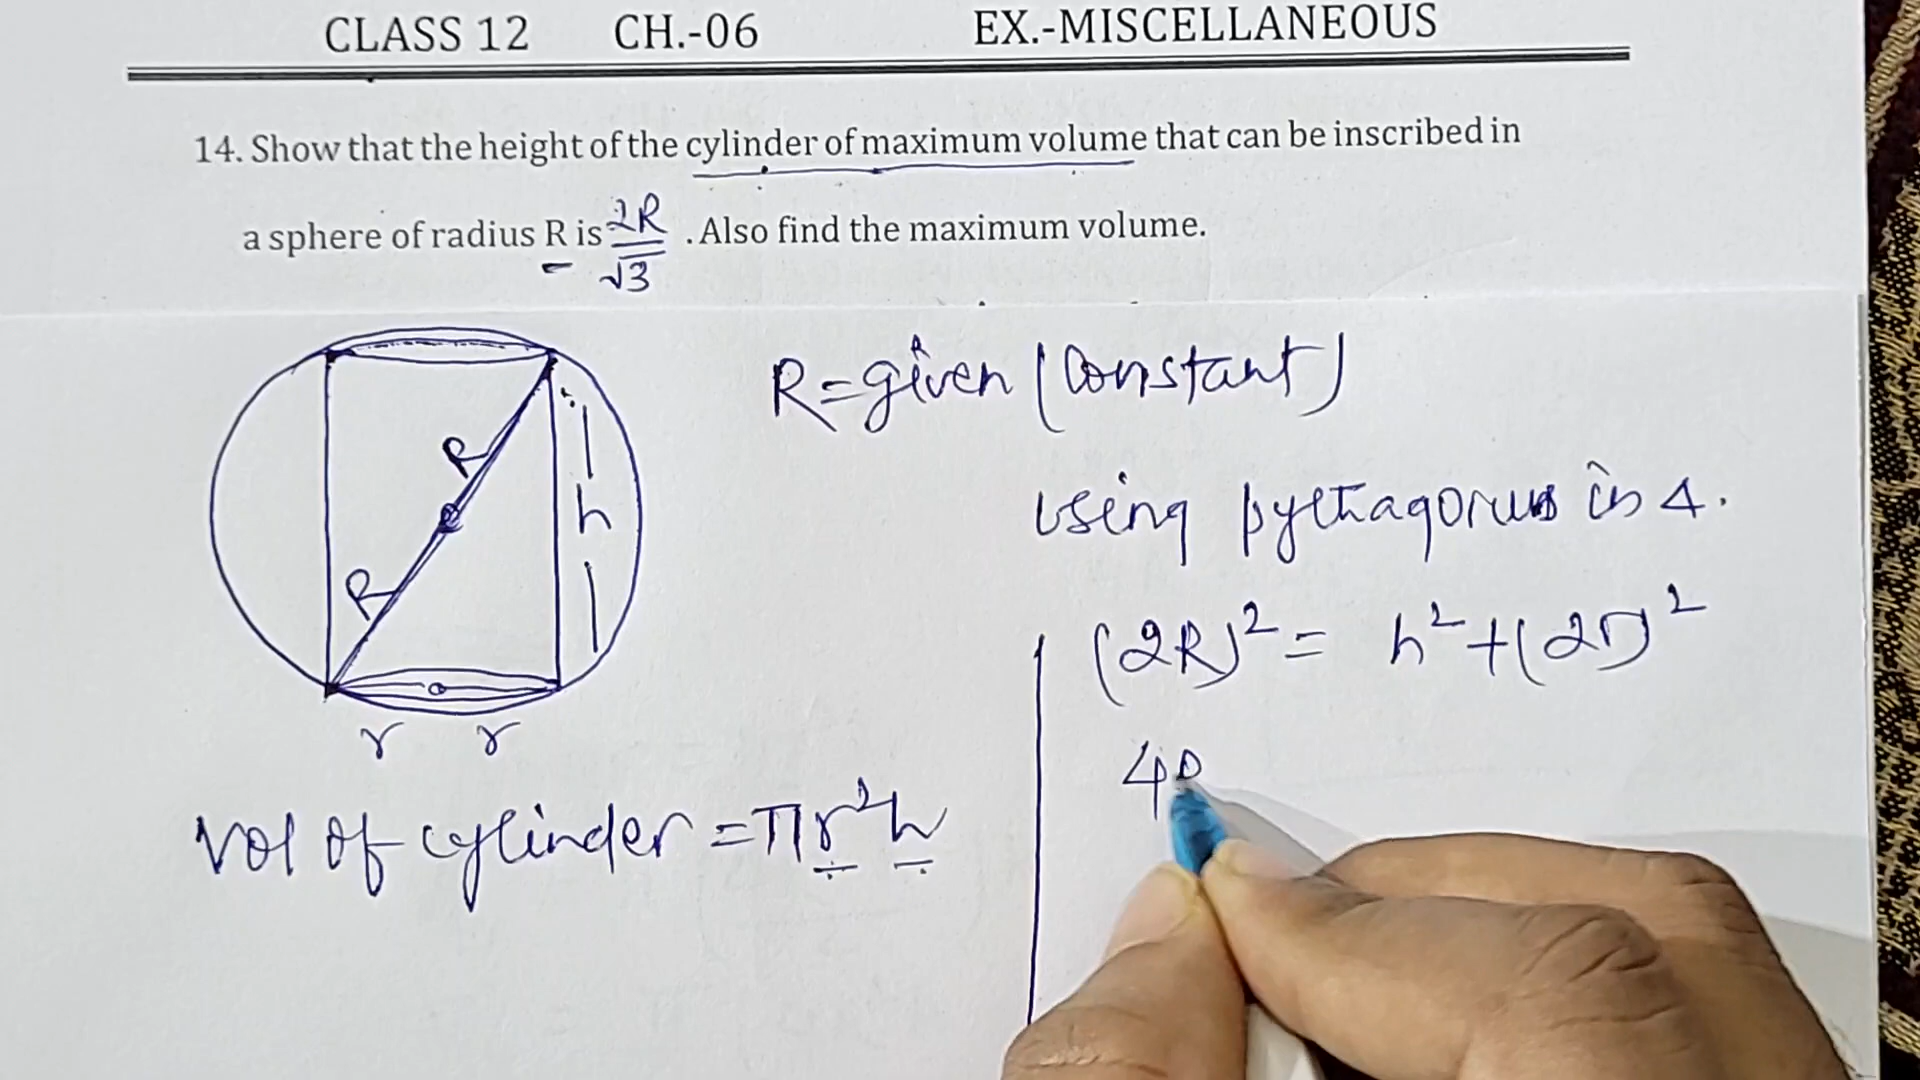 CLASS 12 CH.-06 EX.-MISCELLANEOUS
14. Show that the height of the cylinder of maximum volume that can be inscribed in
a sphere of radius R is 2R/√3 . Also find the maximum volume.
R = given (Constant)
R
h
R
r r
using pythagorus in Δ.
(2R)² = h² + (2r)²
4R
Vol of cylinder = πr²h